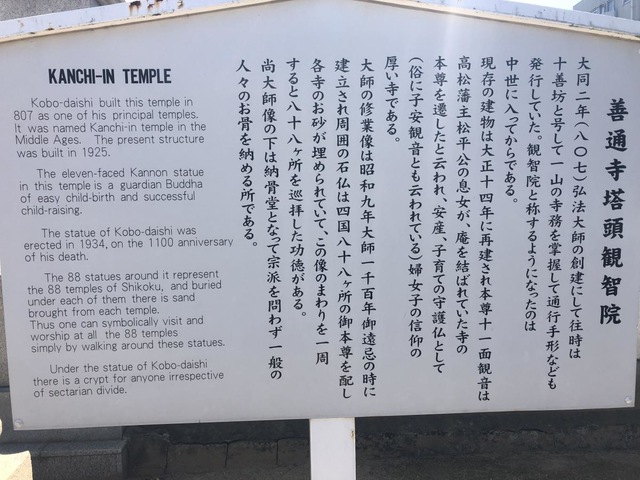 善通寺塔頭観智院
大同二年（八〇七）弘法大師の創建にして往時は
十善坊と号して一山の寺務を掌握して通行手形なども
発行していた。観智院と称するようになったのは
中世に入ってからである。
現存の建物は大正十四年に再建され本尊十一面観音は
高松藩主松平公の息女が、庵を結ばれていた寺の
本尊を遷したと云われ、安産、子育ての守護仏として
（俗に子安観音とも云われている）婦女子の信仰の
厚い寺である。
大師の修業像は昭和九年大師一千百年御遠忌の時に
建立され周囲の石仏は四国八十八ヶ所の御本尊を配し
各寺のお砂が埋められていて、この像のまわりを一周
すると八十八ヶ所を巡拝した功徳がある。
尚大師像の下は納骨堂となって宗派を問わず一般の
人々のお骨を納める所である。
KANCHI-IN TEMPLE
Kobo-daishi built this temple in
807 as one of his principal temples.
It was named Kanchi-in temple in the
Middle Ages. The present structure
was built in 1925.
The eleven-faced Kannon statue
in this temple is a guardian Buddha
of easy child-birth and successful
child-raising.
The statue of Kobo-daishi was
erected in 1934, on the 1100 anniversary
of his death.
The 88 statues around it represent
the 88 temples of Shikoku, and buried
under each of them there is sand
brought from each temple.
Thus one can symbolically visit and
worship at all the 88 temples
simply by walking around these statues.
Under the statue of Kobo-daishi
there is a crypt for anyone irrespective
of sectarian divide.